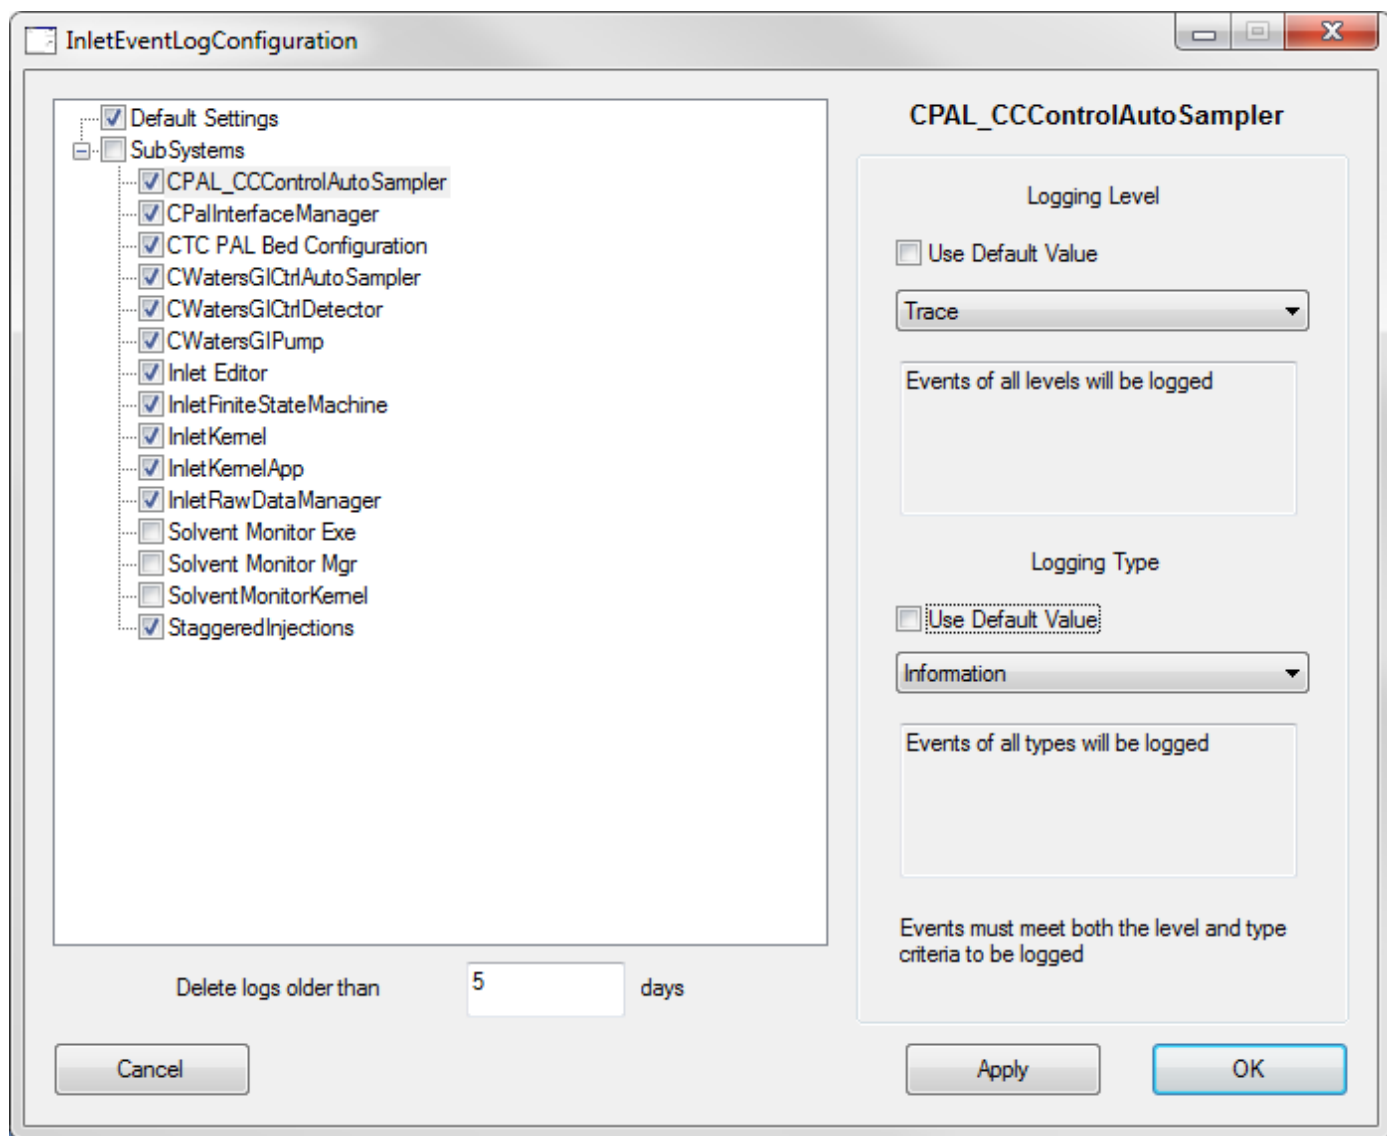 InletEventLogConfiguration
Default Settings
SubSystems
CPAL_CCControlAutoSampler
CPalInterfaceManager
CTC PAL Bed Configuration
CWatersGICtrlAutoSampler
CWatersGICtrlDetector
CWatersGIPump
Inlet Editor
InletFiniteStateMachine
InletKernel
InletKernelApp
InletRawDataManager
Solvent Monitor Exe
Solvent Monitor Mgr
SolventMonitorKernel
StaggeredInjections
Delete logs older than 5 days
Cancel
CPAL_CCControlAutoSampler
Logging Level
Use Default Value
Trace
Events of all levels will be logged
Logging Type
Use Default Value
Information
Events of all types will be logged
Events must meet both the level and type
criteria to be logged
Apply
OK